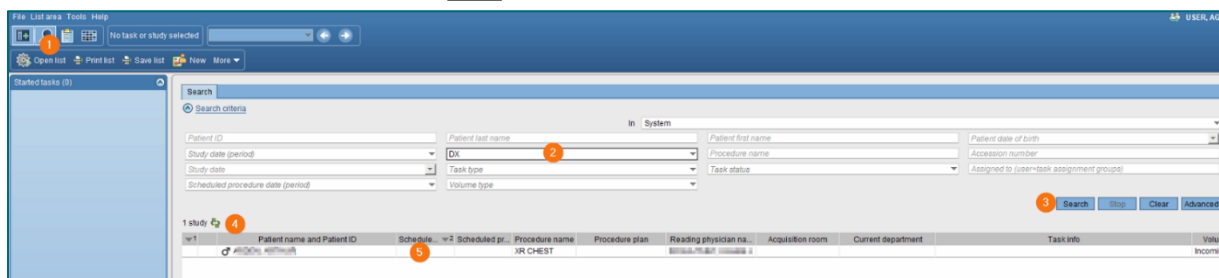 File List area Tools Help
USER, AG
No task or study selected
1
Open list Print list Save list New More
Started tasks (0)
Search
Search criteria
In System
Patient ID Patient last name Patient first name Patient date of birth
Study date (period) DX 2 Procedure name Accession number
Study date Task type Task status Assigned to (user+task assignment groups)
Scheduled procedure date (period) Volume type
3 Search Stop Clear Advanced
1 study 4
1 Patient name and Patient ID Schedule... 2 Scheduled pr... Procedure name Procedure plan Reading physician na... Acquisition room Current department Task info Volu
5 XR CHEST Incomi